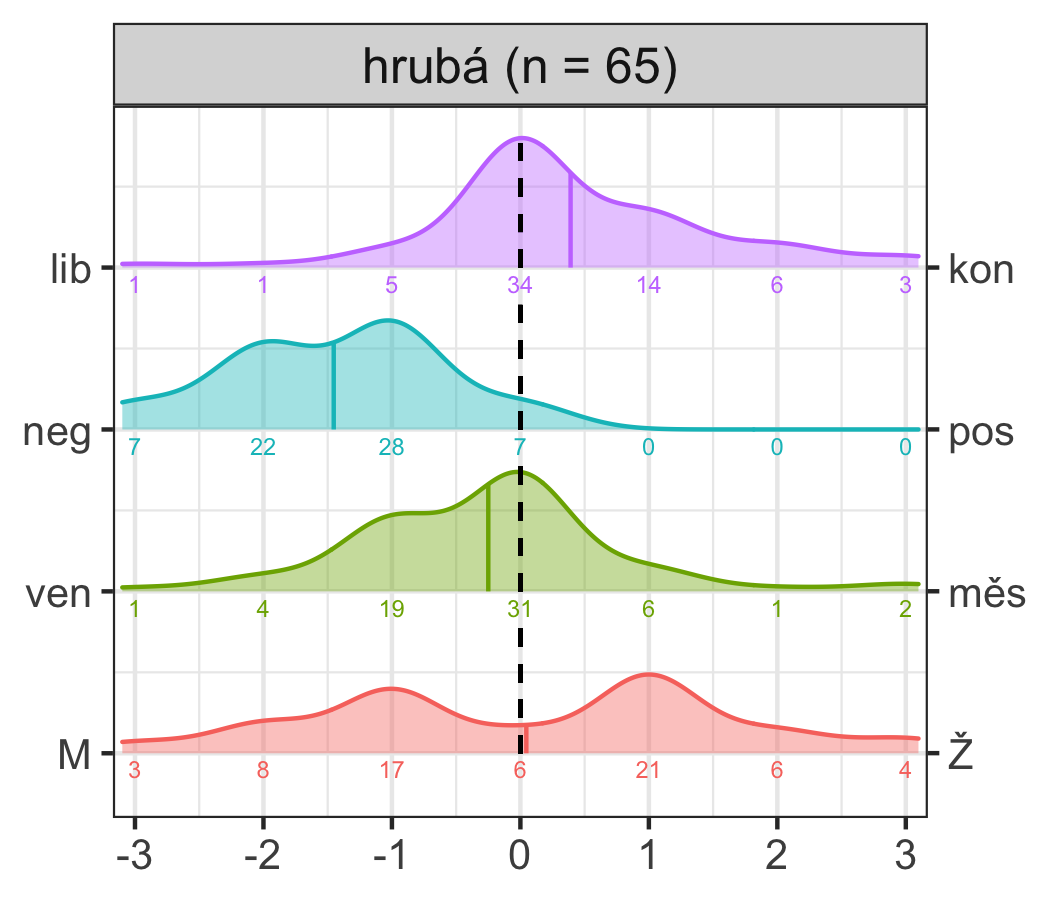 hrubá (n = 65)
lib kon
1 1 5 34 14 6 3
neg pos
7 22 28 7 0 0 0
ven měs
1 4 19 31 6 1 2
M Ž
3 8 17 6 21 6 4
-3 -2 -1 0 1 2 3